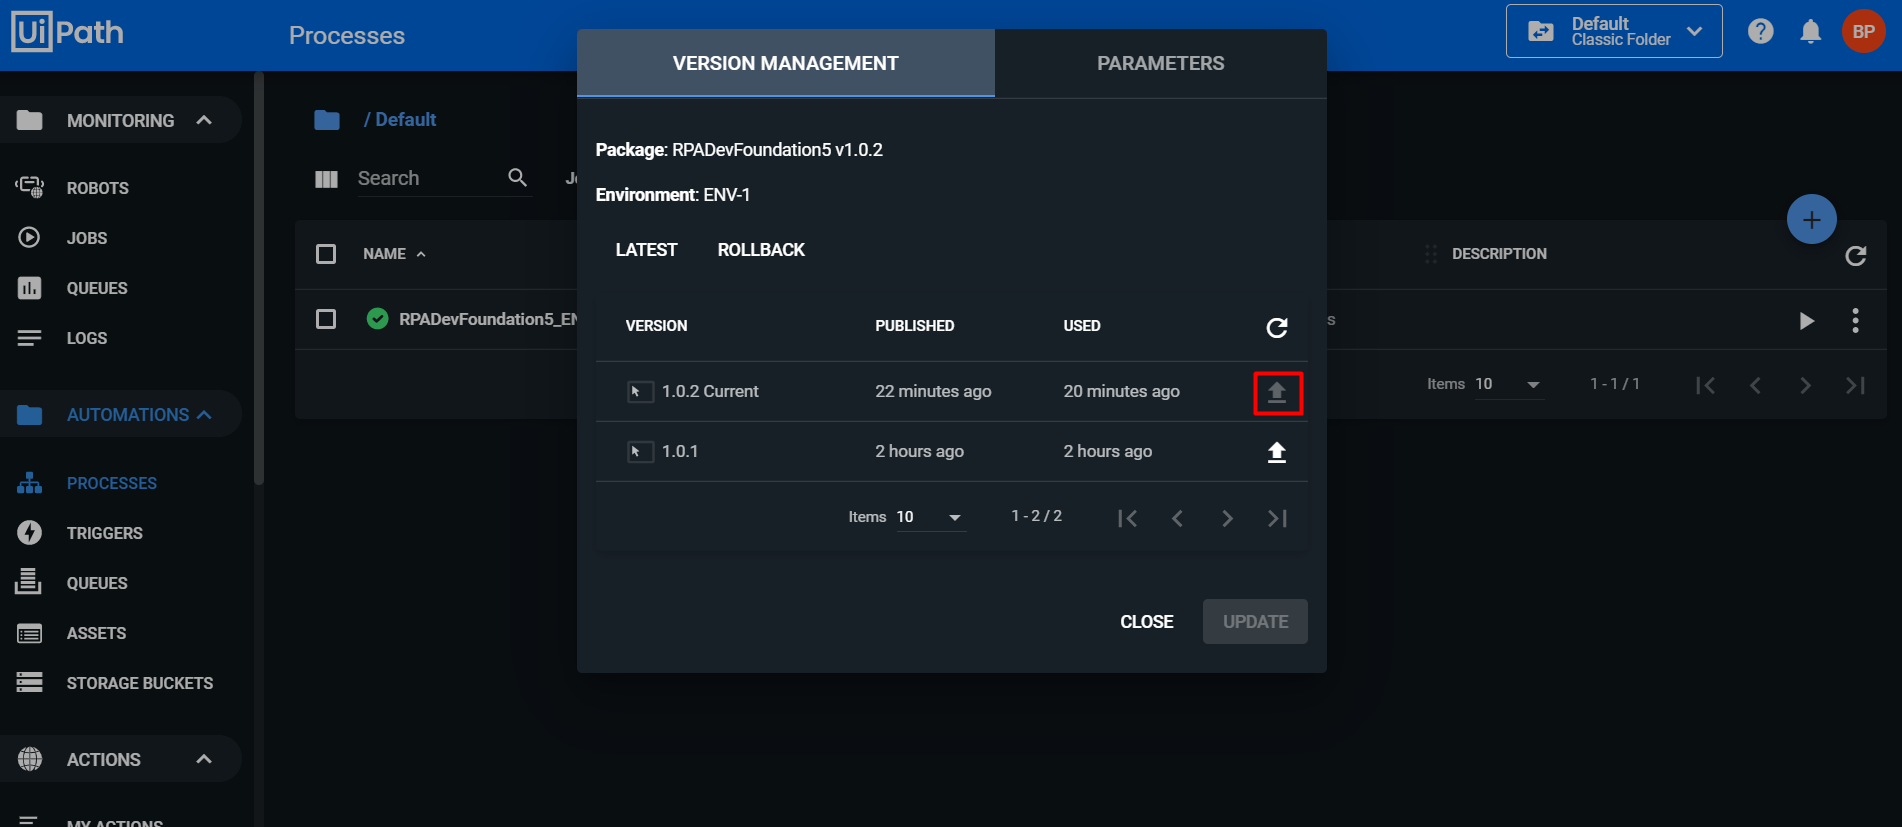 UiPath
Processes
Default
Classic Folder
BP
MONITORING
ROBOTS
JOBS
QUEUES
LOGS
AUTOMATIONS
PROCESSES
TRIGGERS
QUEUES
ASSETS
STORAGE BUCKETS
ACTIONS
MY ACTIONS
/ Default
Search
NAME
DESCRIPTION
RPADevFoundation5_EN
Items 10
1 - 1 / 1
VERSION MANAGEMENT
PARAMETERS
Package: RPADevFoundation5 v1.0.2
Environment: ENV-1
LATEST ROLLBACK
VERSION PUBLISHED USED
1.0.2 Current 22 minutes ago 20 minutes ago
1.0.1 2 hours ago 2 hours ago
Items 10 1 - 2 / 2
CLOSE UPDATE